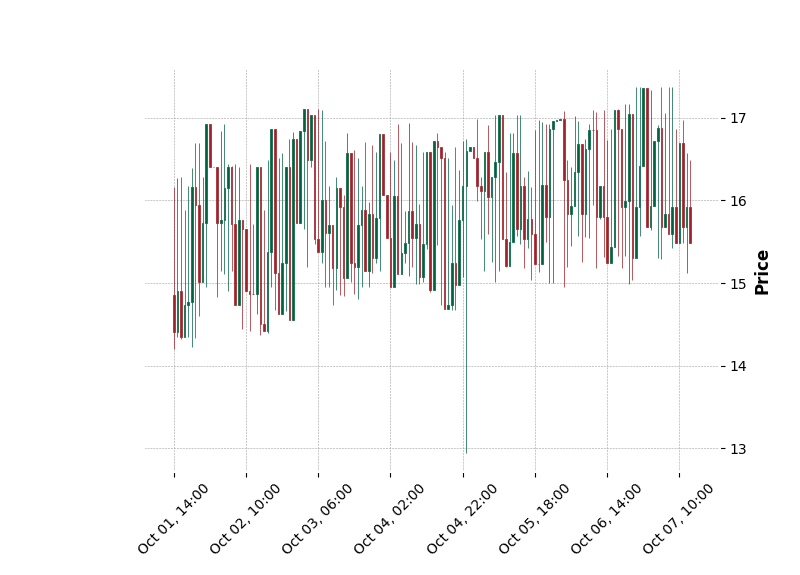 17
16
15
14
13
Price
Oct 01, 14:00
Oct 02, 10:00
Oct 03, 06:00
Oct 04, 02:00
Oct 04, 22:00
Oct 05, 18:00
Oct 06, 14:00
Oct 07, 10:00